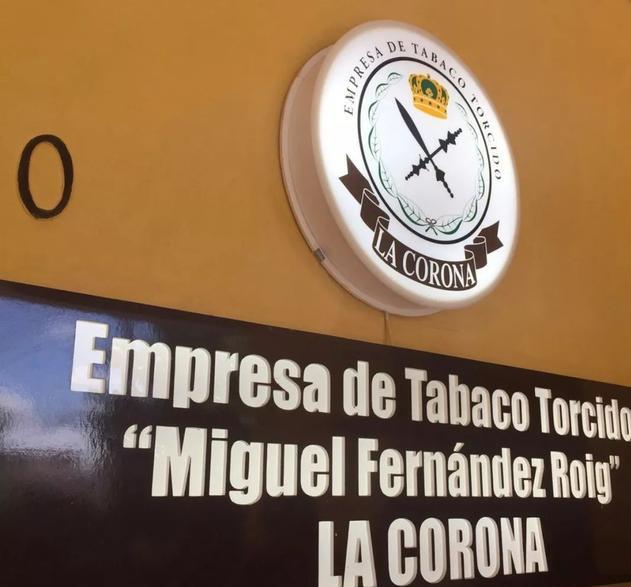 O
EMPRESA DE TABACO TORCIDO
LA CORONA
Empresa de Tabaco Torcido
“Miguel Fernández Roig”
LA CORONA